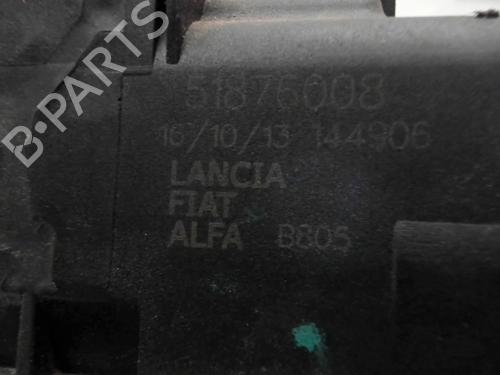 51876008
16/10/13 144906
LANCIA
FIAT
ALFA B805
B-PARTS